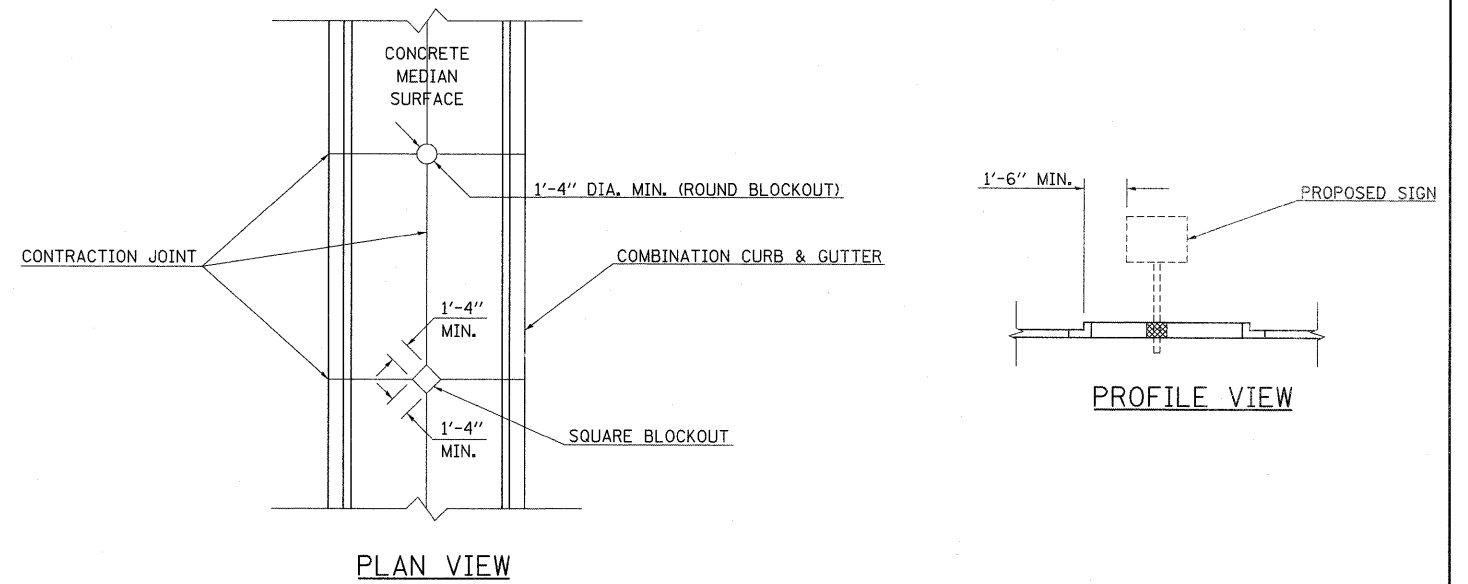 CONCRETE
MEDIAN
SURFACE
1'-4" DIA. MIN. (ROUND BLOCKOUT)
CONTRACTION JOINT
COMBINATION CURB & GUTTER
1'-4"
MIN.
1'-4"
MIN.
SQUARE BLOCKOUT
PLAN VIEW
1'-6" MIN.
PROPOSED SIGN
PROFILE VIEW